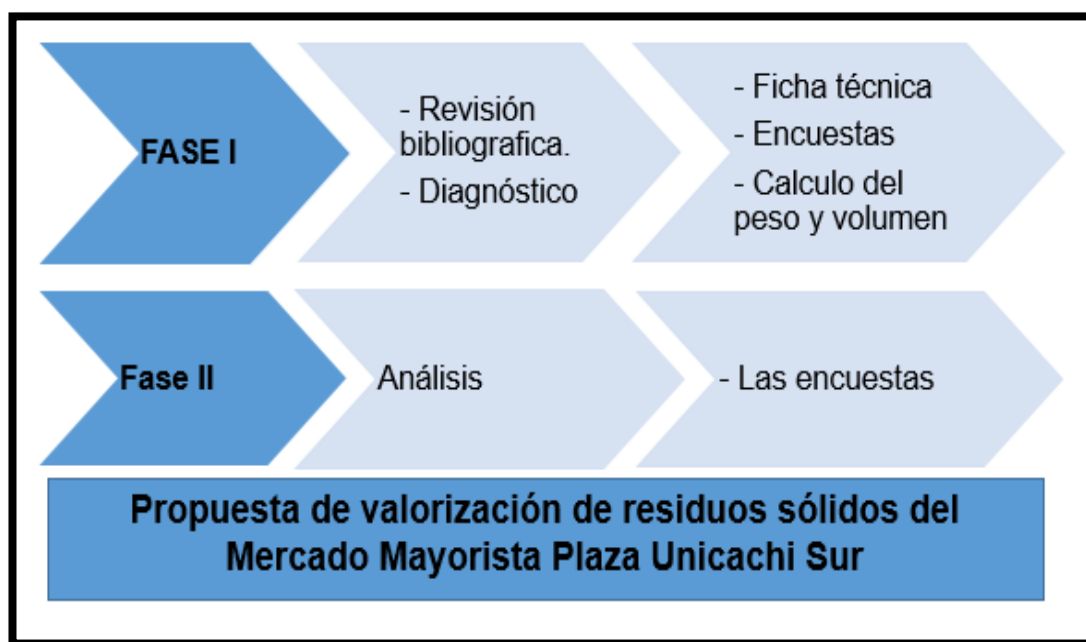 FASE I
- Revisión
bibliografica.
- Diagnóstico
- Ficha técnica
- Encuestas
- Calculo del
peso y volumen
Fase II
Análisis
- Las encuestas
Propuesta de valorización de residuos sólidos del
Mercado Mayorista Plaza Unicachi Sur